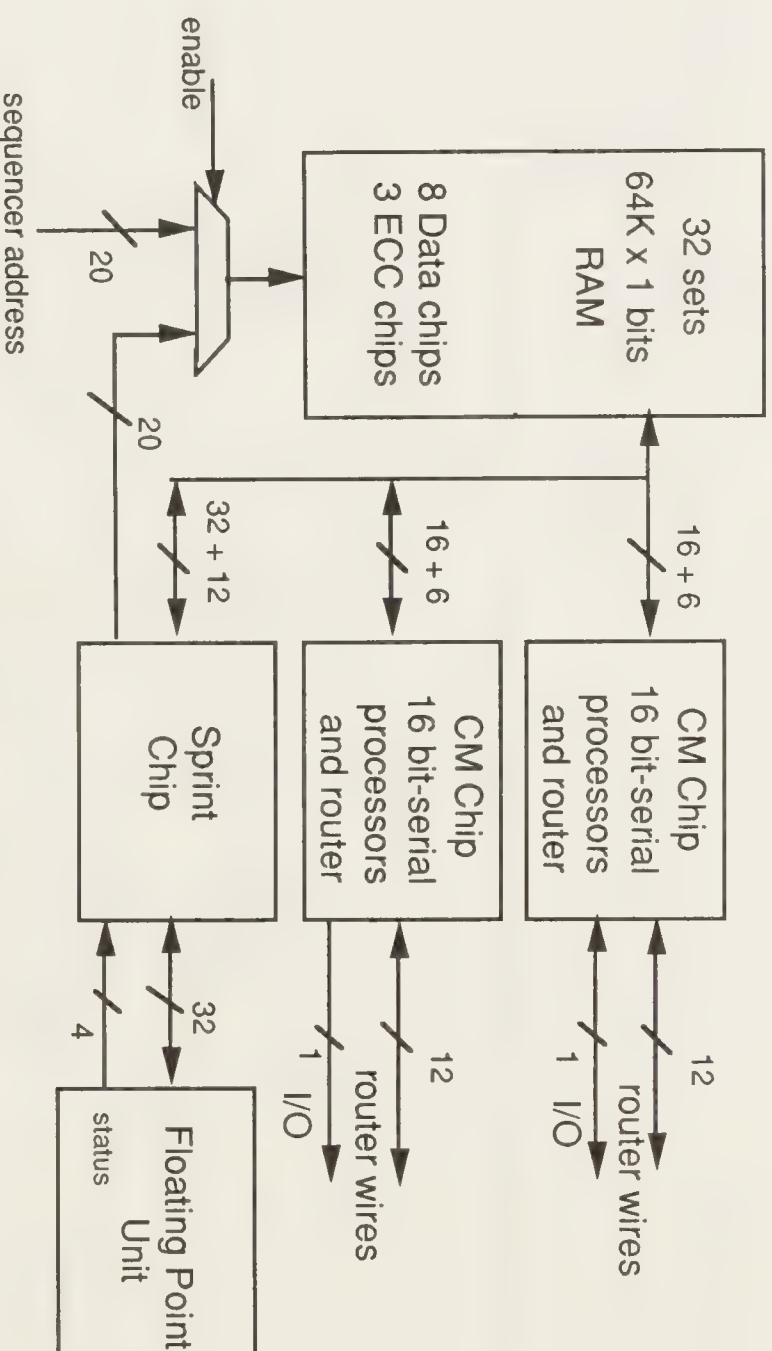 32 sets
64K x 1 bits
RAM
8 Data chips
3 ECC chips
enable
20
sequencer address
20
16 + 6
16 + 6
32 + 12
CM Chip
16 bit-serial
processors
and router
12
router wires
1
I/O
CM Chip
16 bit-serial
processors
and router
12
router wires
1
I/O
Sprint
Chip
32
4
Floating Point
Unit
status